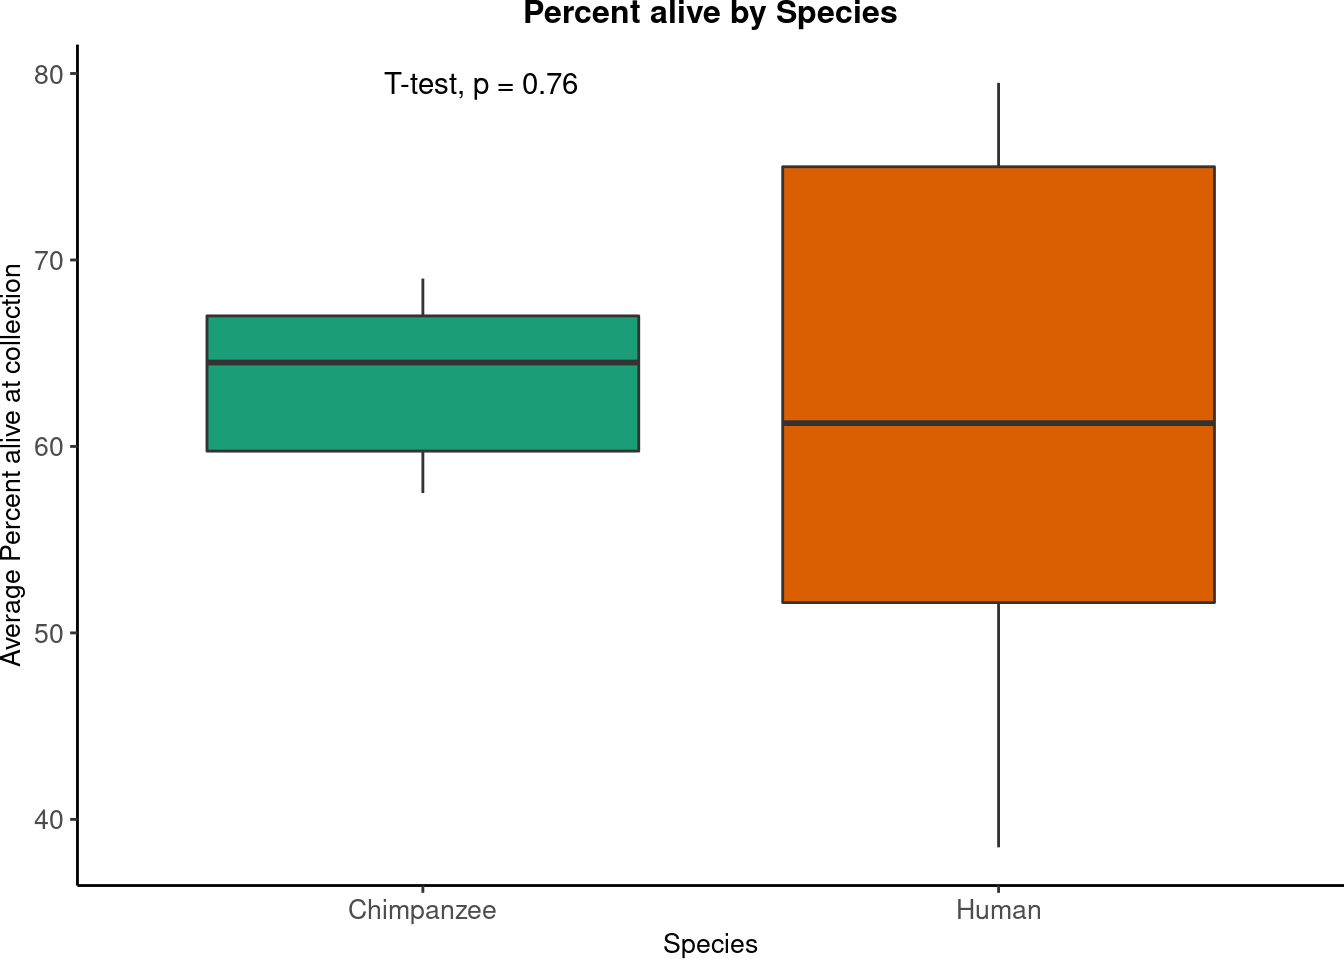 Percent alive by Species
T-test, p = 0.76
Average Percent alive at collection
80
70
60
50
40
Chimpanzee
Human
Species